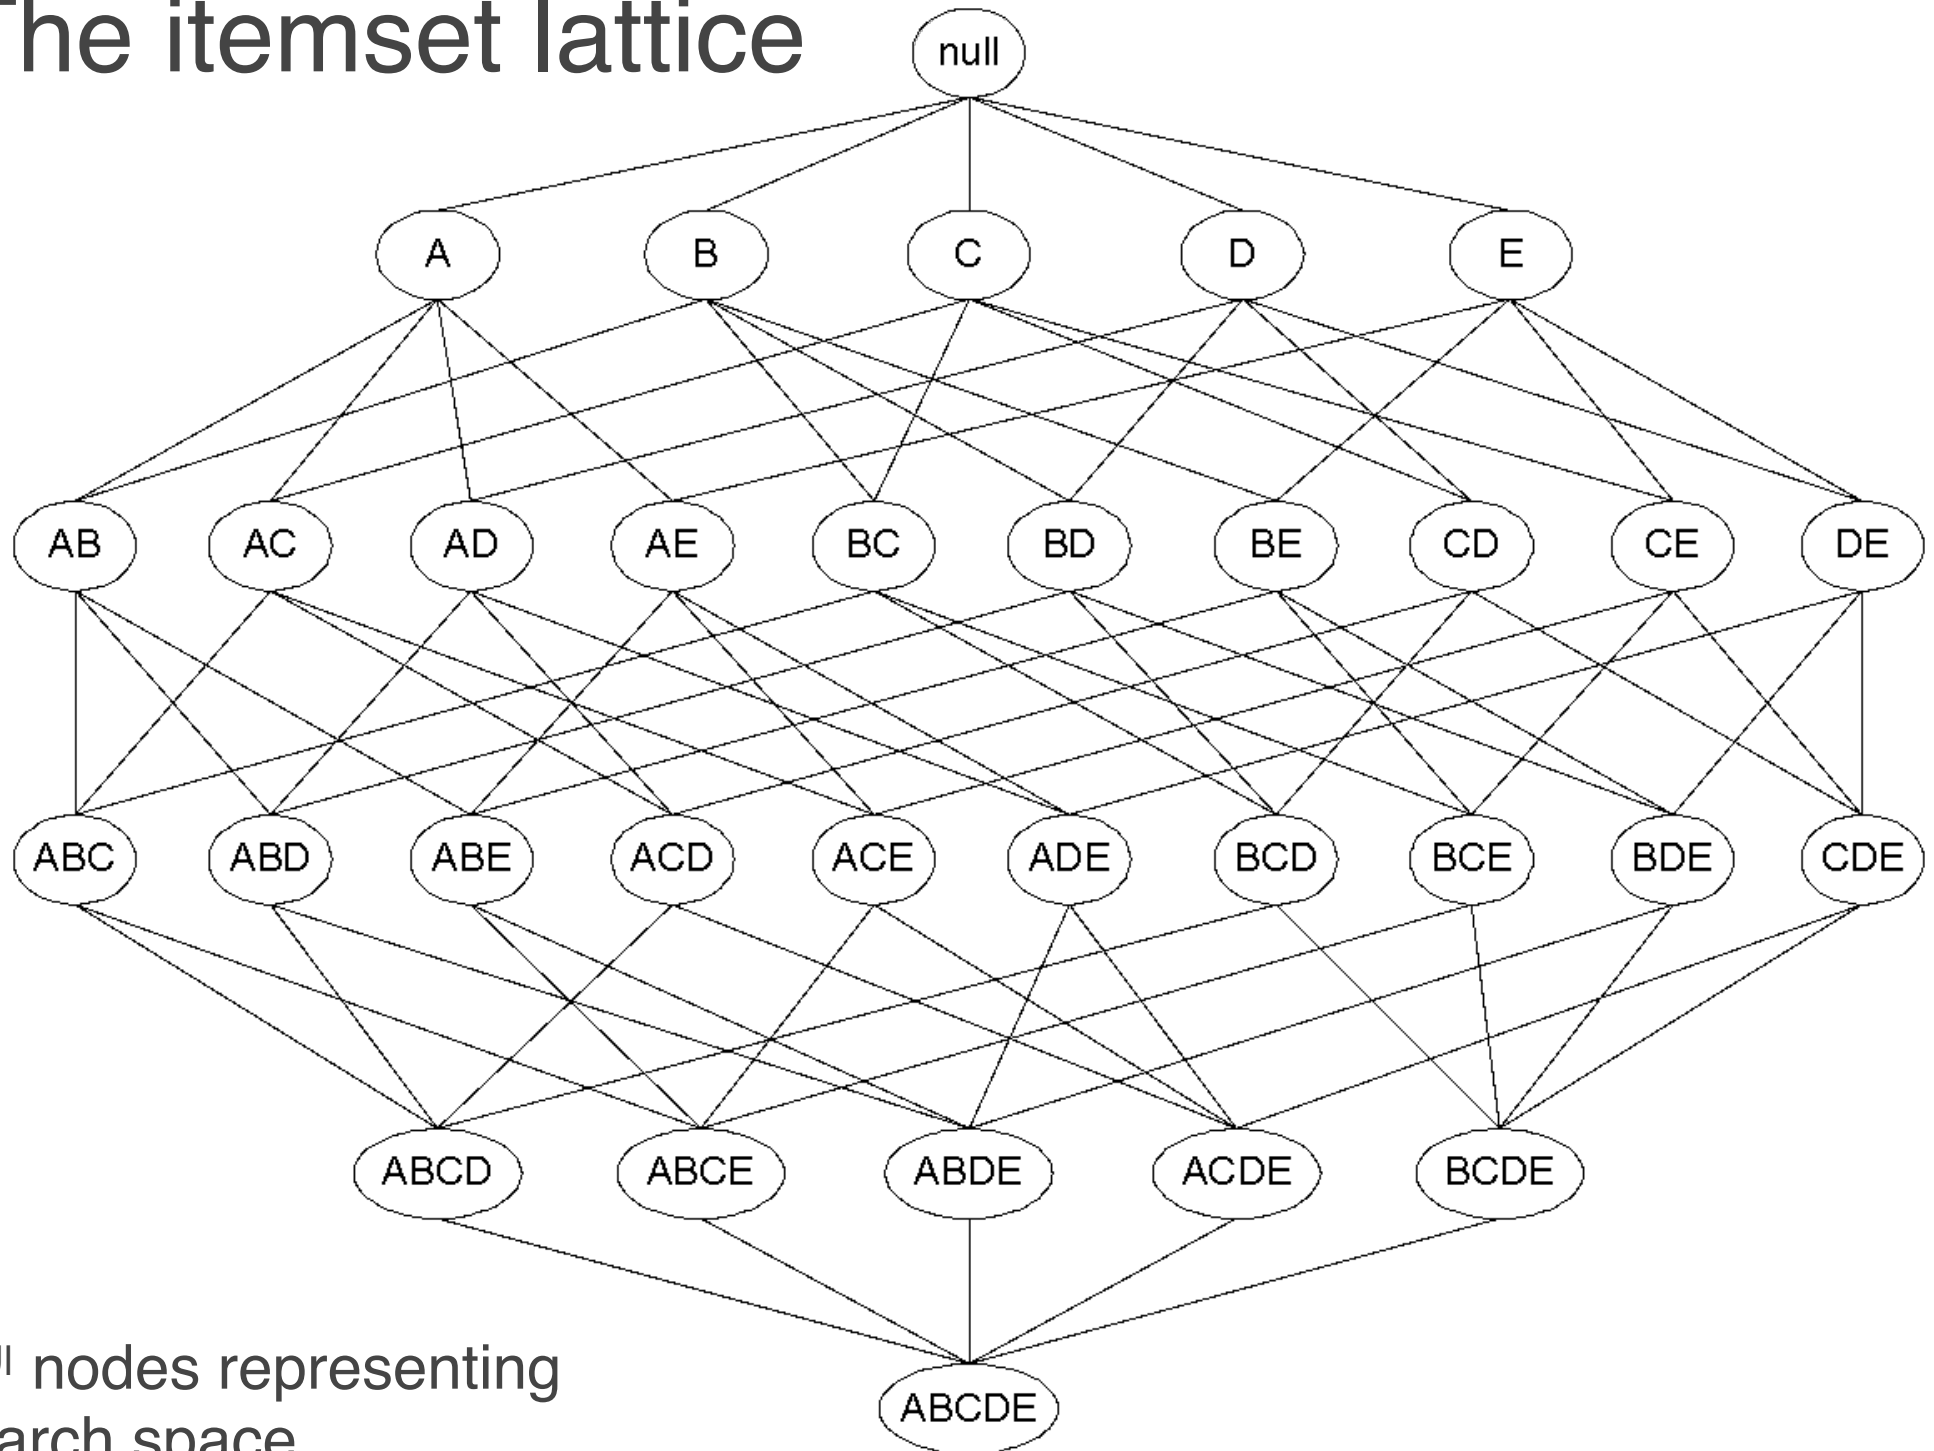 The itemset lattice
null
A B C D E
AB AC AD AE BC BD BE CD CE DE
ABC ABD ABE ACD ACE ADE BCD BCE BDE CDE
ABCD ABCE ABDE ACDE BCDE
nodes representing
space
ABCDE